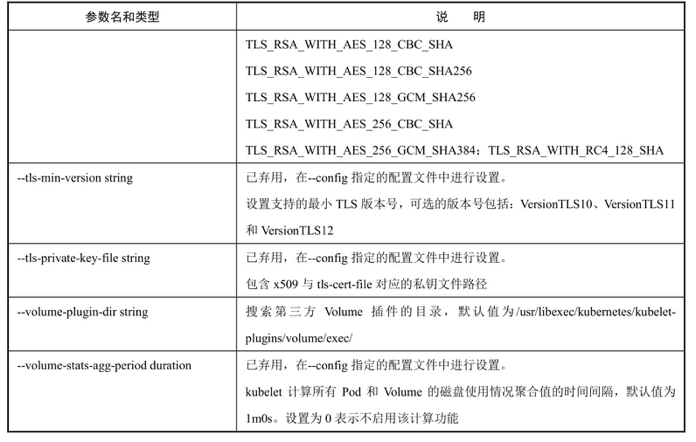 参数名和类型 说 明
TLS_RSA_WITH_AES_128_CBC_SHA
TLS_RSA_WITH_AES_128_CBC_SHA256
TLS_RSA_WITH_AES_128_GCM_SHA256
TLS_RSA_WITH_AES_256_CBC_SHA
TLS_RSA_WITH_AES_256_GCM_SHA384；TLS_RSA_WITH_RC4_128_SHA
--tls-min-version string 已弃用，在--config 指定的配置文件中进行设置。
设置支持的最小 TLS 版本号，可选的版本号包括：VersionTLS10、VersionTLS11
和 VersionTLS12
--tls-private-key-file string 已弃用，在--config 指定的配置文件中进行设置。
包含 x509 与 tls-cert-file 对应的私钥文件路径
--volume-plugin-dir string 搜索第三方 Volume 插件的目录，默认值为/usr/libexec/kubernetes/kubelet-
plugins/volume/exec/
--volume-stats-agg-period duration 已弃用，在--config 指定的配置文件中进行设置。
kubelet 计算所有 Pod 和 Volume 的磁盘使用情况聚合值的时间间隔，默认值为
1m0s。设置为 0 表示不启用该计算功能